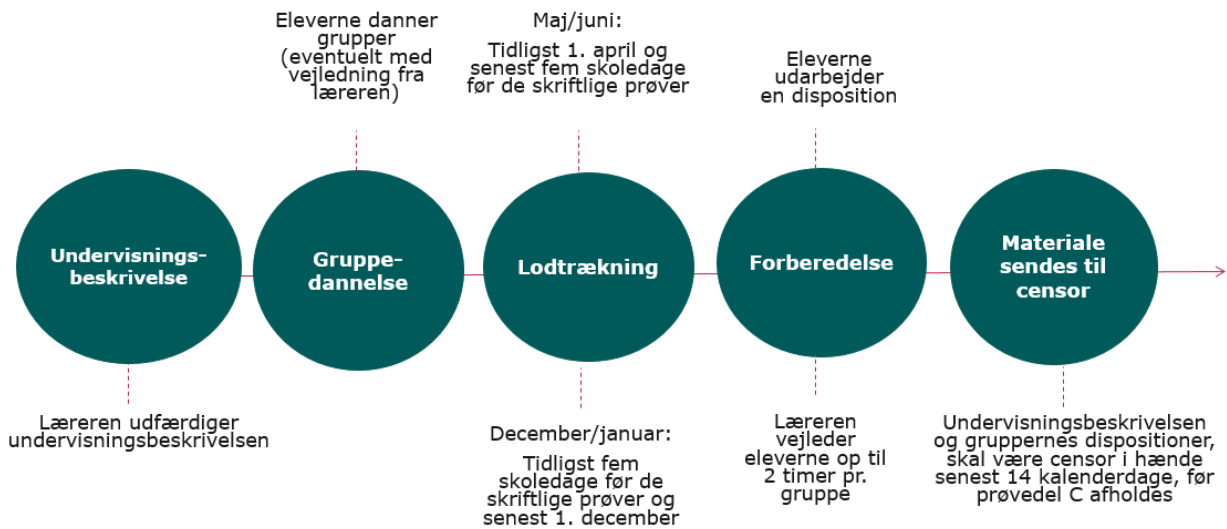 Eleverne danner
grupper
(eventuelt med
vejledning fra
læreren)
Maj/juni:
Tidligst 1. april og
senest fem skoledage
før de skriftlige prøver
Eleverne
udarbejder
en disposition
Undervisnings-
beskrivelse
Gruppe-
dannelse
Lodtrækning
Forberedelse
Materiale
sendes til
censor
Læreren udfærdiger
undervisningsbeskrivelsen
December/januar:
Tidligst fem
skoledage før de
skriftlige prøver og
senest 1. december
Læreren
vejleder
eleverne op til
2 timer pr.
gruppe
Undervisningsbeskrivelsen
og gruppernes dispositioner,
skal være censor i hænde
senest 14 kalenderdage, før
prøvedel C afholdes